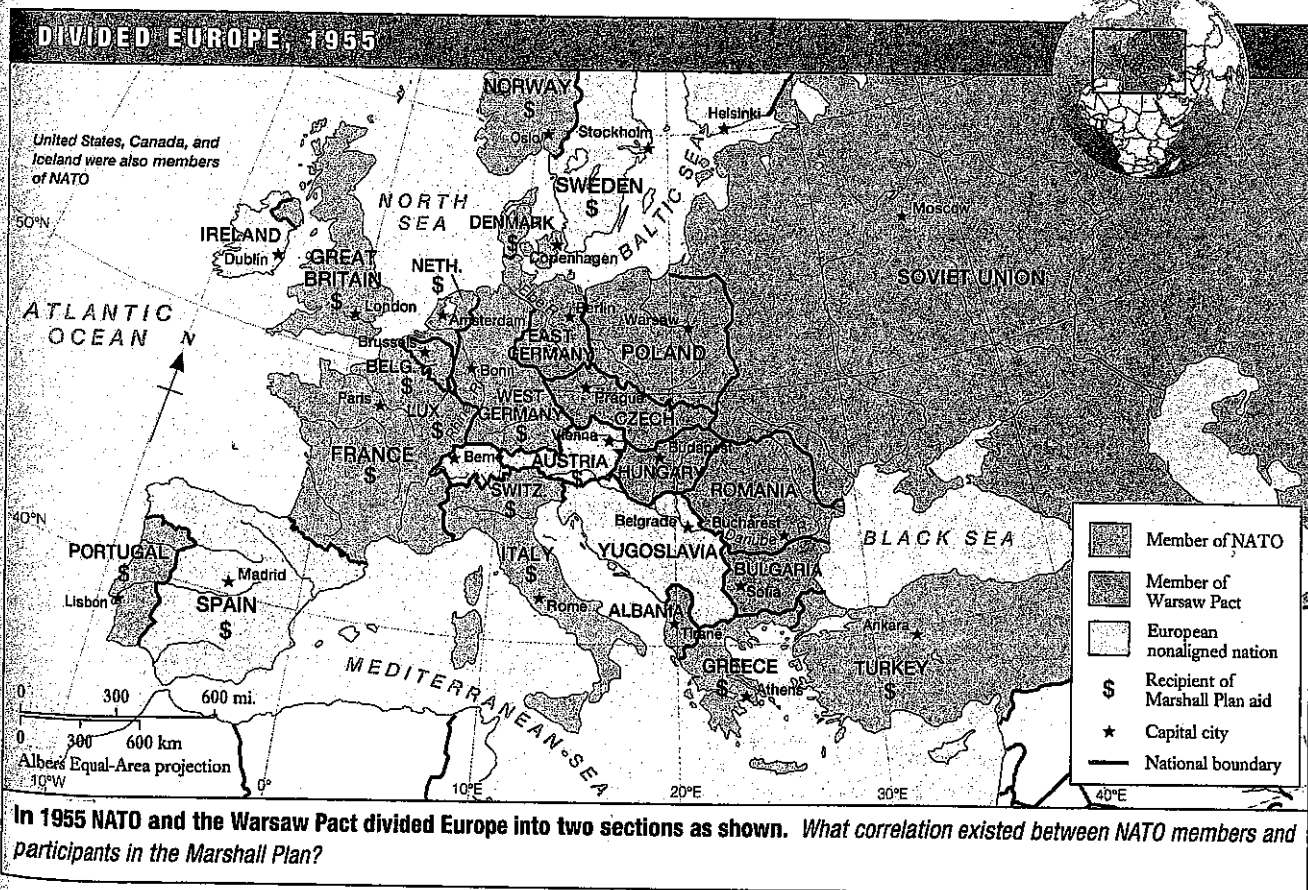 DIVIDED EUROPE, 1955
United States, Canada, and
Iceland were also members
of NATO
NORWAY
$
Oslo
Stockholm
Helsinki
SWEDEN
$
BALTIC SEA
NORTH
SEA
DENMARK
$
Copenhagen
Moscow
SOVIET UNION
50°N
IRELAND
Dublin
GREAT
BRITAIN
$
London
NETH.
$
Amsterdam
ATLANTIC
OCEAN
N
Brussels
BELG.
$
Bonn
Berlin
EAST
GERMANY
Warsaw
POLAND
Paris
LUX.
$
WEST
GERMANY
$
Prague
CZECH.
Vienna
FRANCE
$
Bern
AUSTRIA
$
Budapest
HUNGARY
SWITZ.
$
ROMANIA
40°N
Belgrade
Bucharest
Danube
BLACK SEA
PORTUGAL
$
Lisbon
Madrid
SPAIN
$
ITALY
$
Rome
YUGOSLAVIA
BULGARIA
Sofia
ALBANIA
Tiranë
Ankara
GREECE
$
Athens
TURKEY
$
MEDITERRANEAN SEA
0 300 600 mi.
0 300 600 km
Albers Equal-Area projection
10°W
0°
10°E
20°E
30°E
40°E
Member of NATO
Member of
Warsaw Pact
European
nonaligned nation
$ Recipient of
Marshall Plan aid
★ Capital city
National boundary
In 1955 NATO and the Warsaw Pact divided Europe into two sections as shown. What correlation existed between NATO members and
participants in the Marshall Plan?